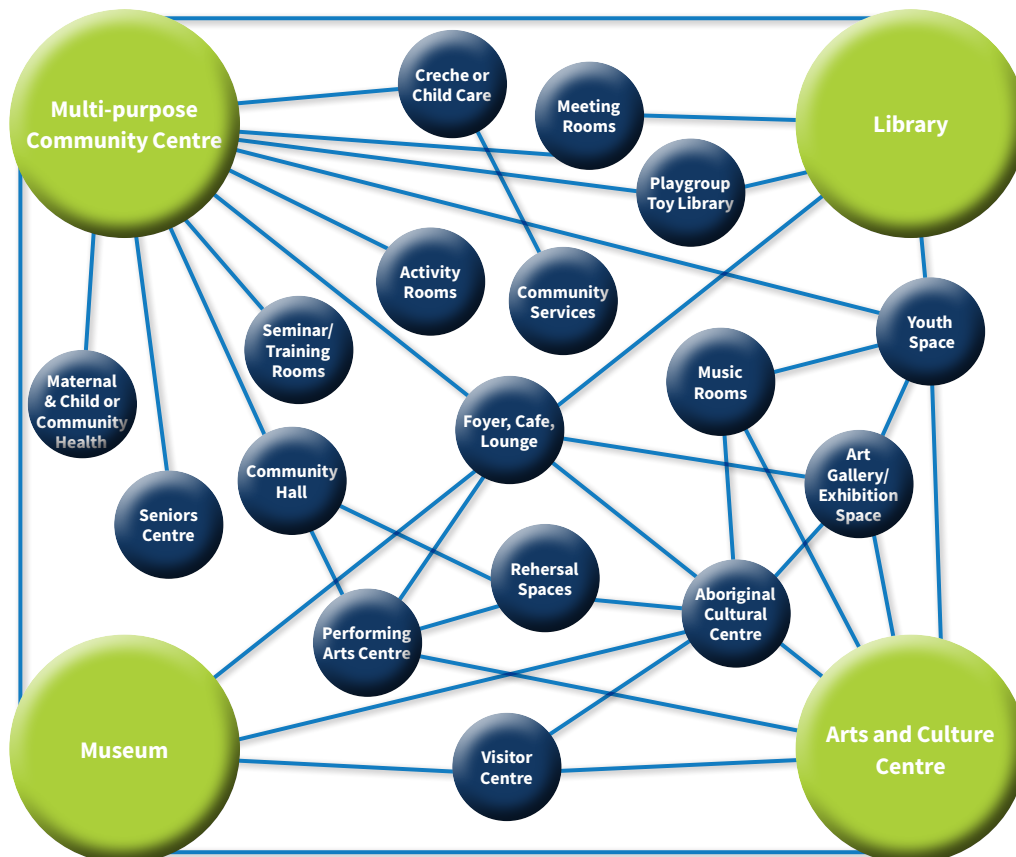 Creche or
Child Care
Multi-purpose
Community Centre
Meeting
Rooms
Library
Playgroup
Toy Library
Activity
Rooms
Community
Services
Youth
Space
Seminar/
Training
Rooms
Music
Rooms
Maternal
& Child or
Community
Health
Foyer, Cafe,
Lounge
Community
Hall
Art
Gallery/
Exhibition
Space
Seniors
Centre
Rehersal
Spaces
Aboriginal
Cultural
Centre
Performing
Arts Centre
Museum
Visitor
Centre
Arts and Culture
Centre